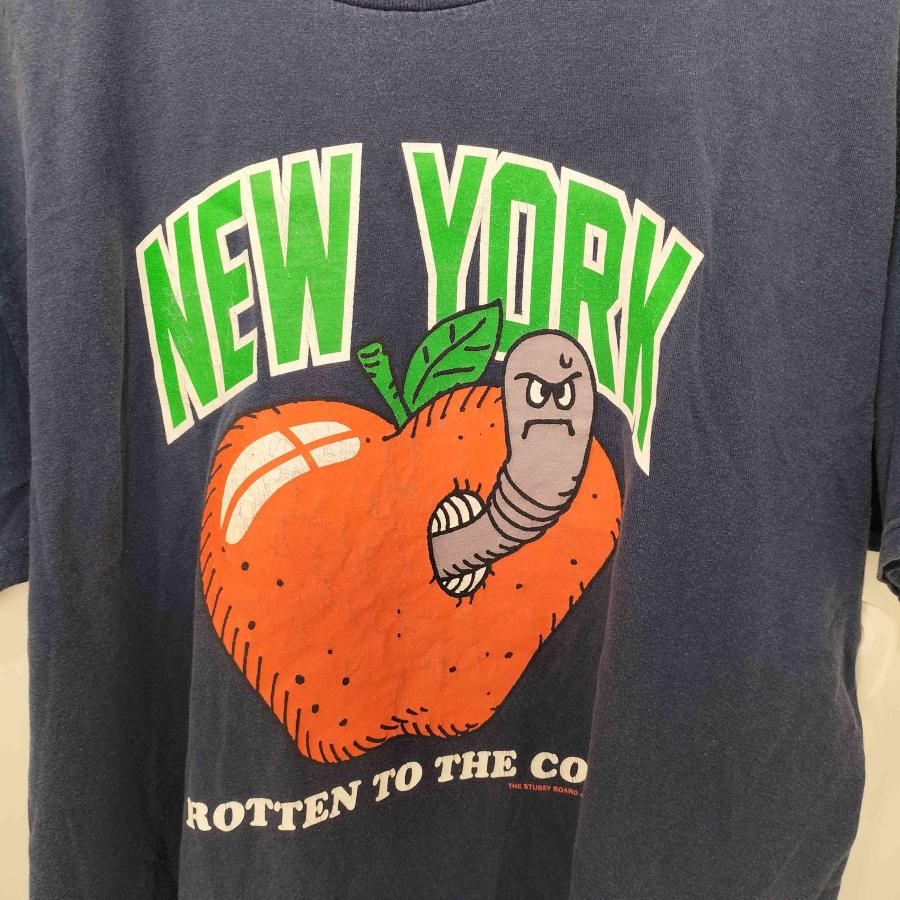 NEW YORK
ROTTEN TO THE CO
THE STUSSY BOARD